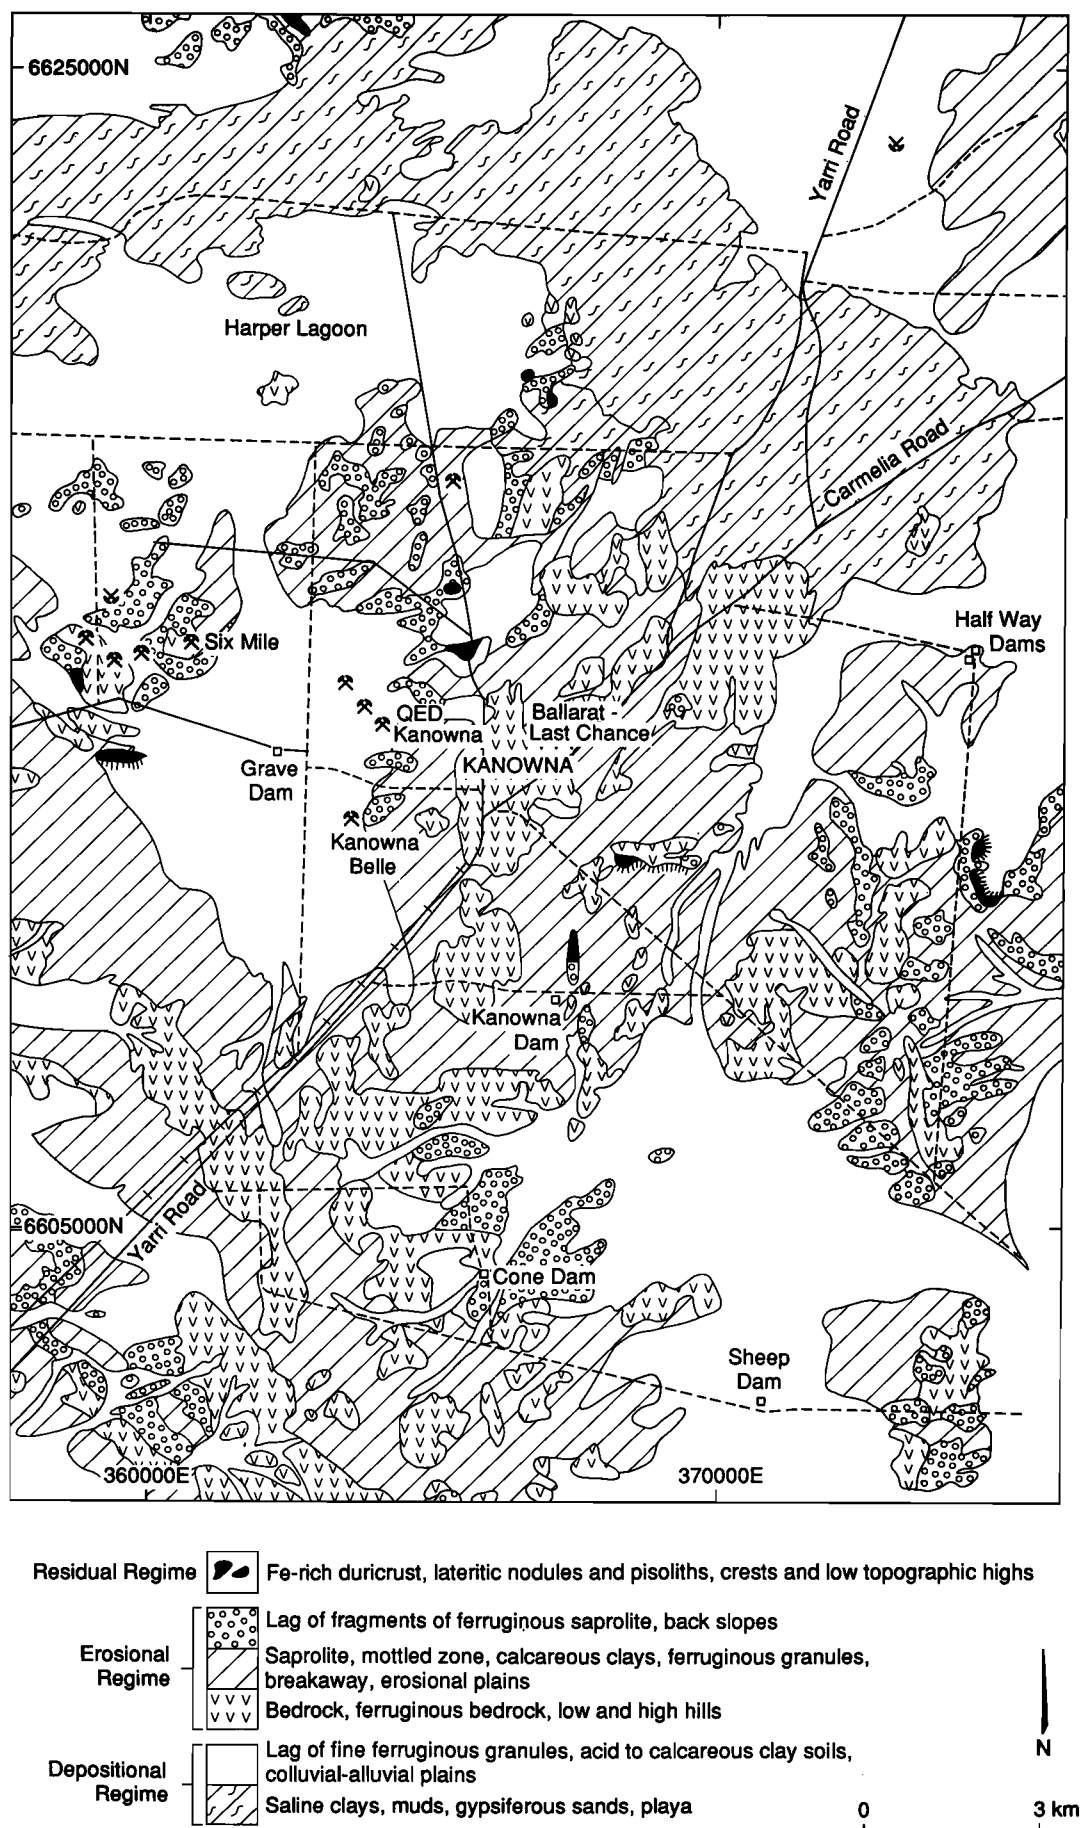 6625000N
Yarri Road
Harper Lagoon
Carmelia Road
Half Way
Dams
Six Mile
QED
Kanowna
Ballarat -
Last Chance
KANOWNA
Grave
Dam
Kanowna
Belle
Kanowna
Dam
Yarri Road
6605000N
Cone Dam
Sheep
Dam
360000E
370000E
Residual Regime
Fe-rich duricrust, lateritic nodules and pisoliths, crests and low topographic highs
Erosional
Regime
Lag of fragments of ferruginous saprolite, back slopes
Saprolite, mottled zone, calcareous clays, ferruginous granules,
breakaway, erosional plains
Bedrock, ferruginous bedrock, low and high hills
Depositional
Regime
Lag of fine ferruginous granules, acid to calcareous clay soils,
colluvial-alluvial plains
Saline clays, muds, gypsiferous sands, playa
N
0 3 km